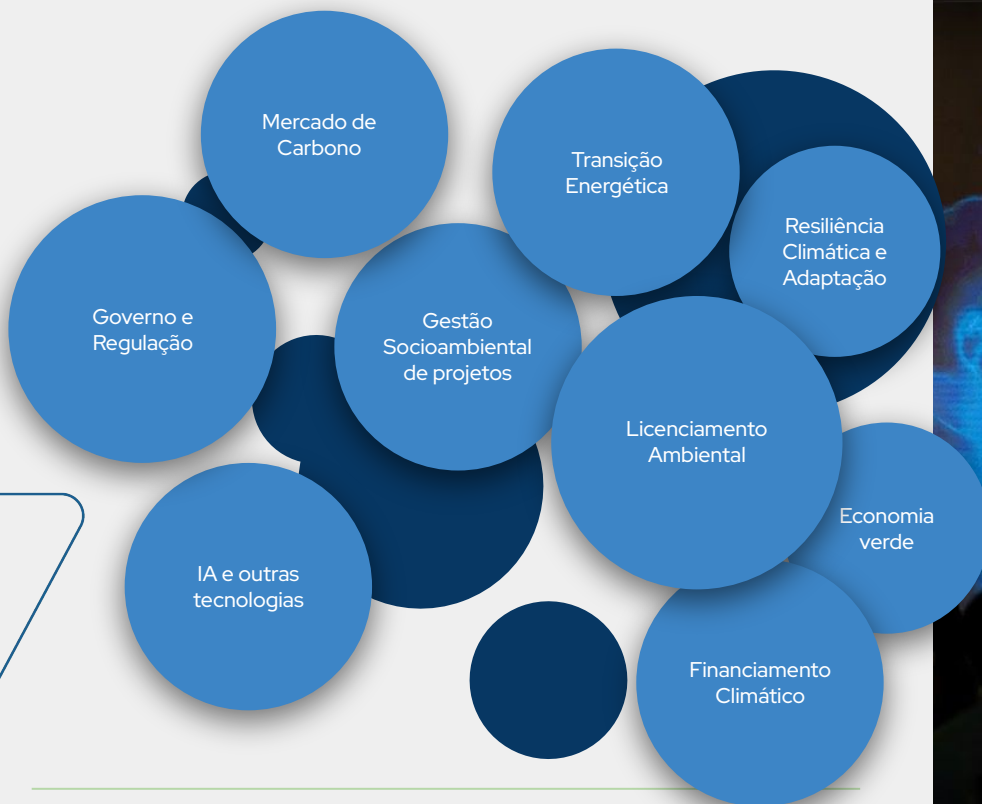 Mercado de
Carbono
Transição
Energética
Resiliência
Climática e
Adaptação
Governo e
Regulação
Gestão
Socioambiental
de projetos
Licenciamento
Ambiental
Economia
verde
IA e outras
tecnologias
Financiamento
Climático